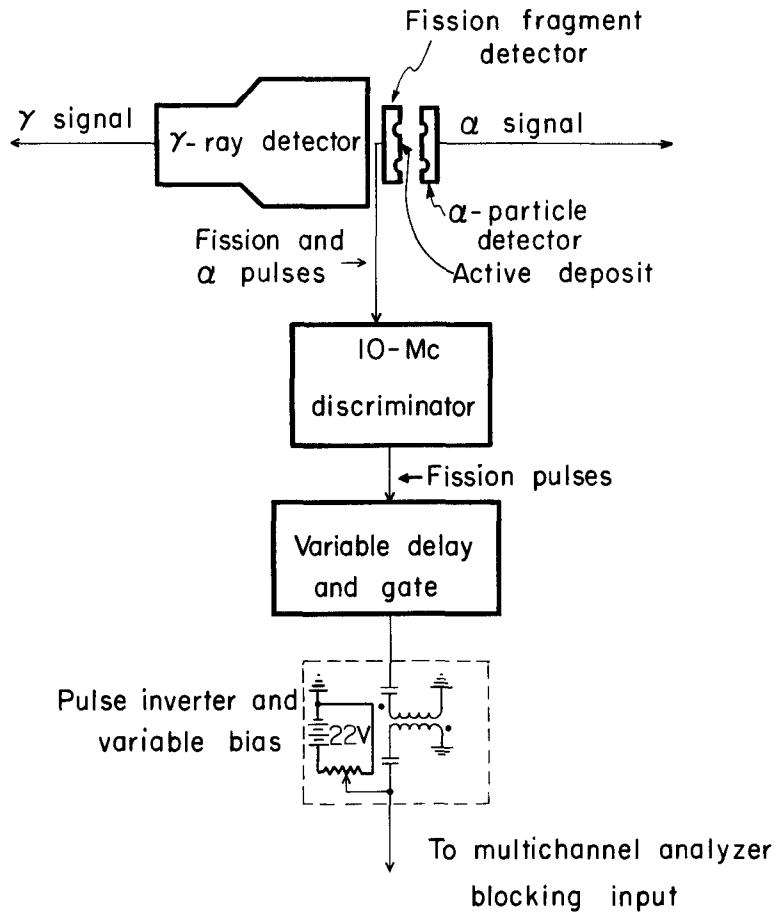 Fission fragment
detector
γ signal
γ-ray detector
α signal
α-particle
detector
Fission and
α pulses
Active deposit
10-Mc
discriminator
Fission pulses
Variable delay
and gate
Pulse inverter and
variable bias
22V
To multichannel analyzer
blocking input